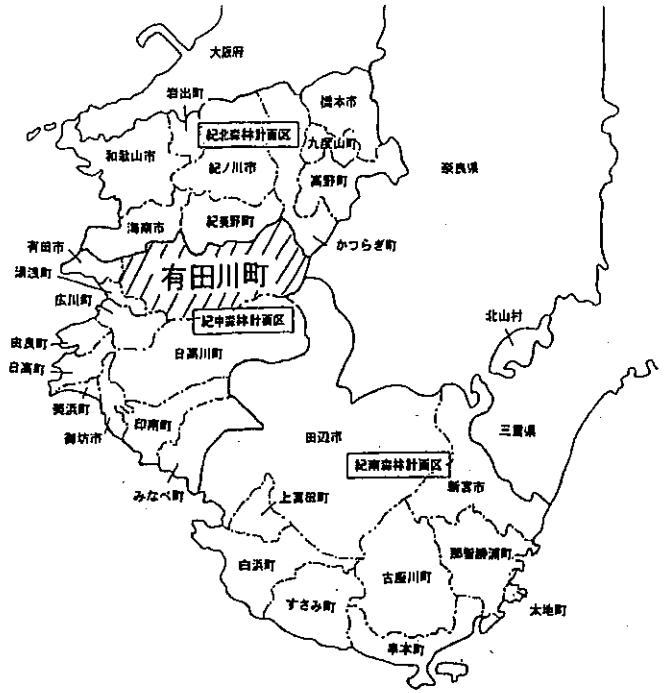 大阪府
岩出町
橋本市
紀北森林計画区
九度山町
和歌山市
紀ノ川市
高野町
奈良県
海南市
紀美野町
有田市
かつらぎ町
湯浅町
有田川町
広川町
紀中森林計画区
北山村
由良町
日高川町
日高町
美浜町
印南町
御坊市
田辺市
三重県
紀南森林計画区
みなべ町
上富田町
新宮市
白浜町
那智勝浦町
古座川町
すさみ町
太地町
串本町